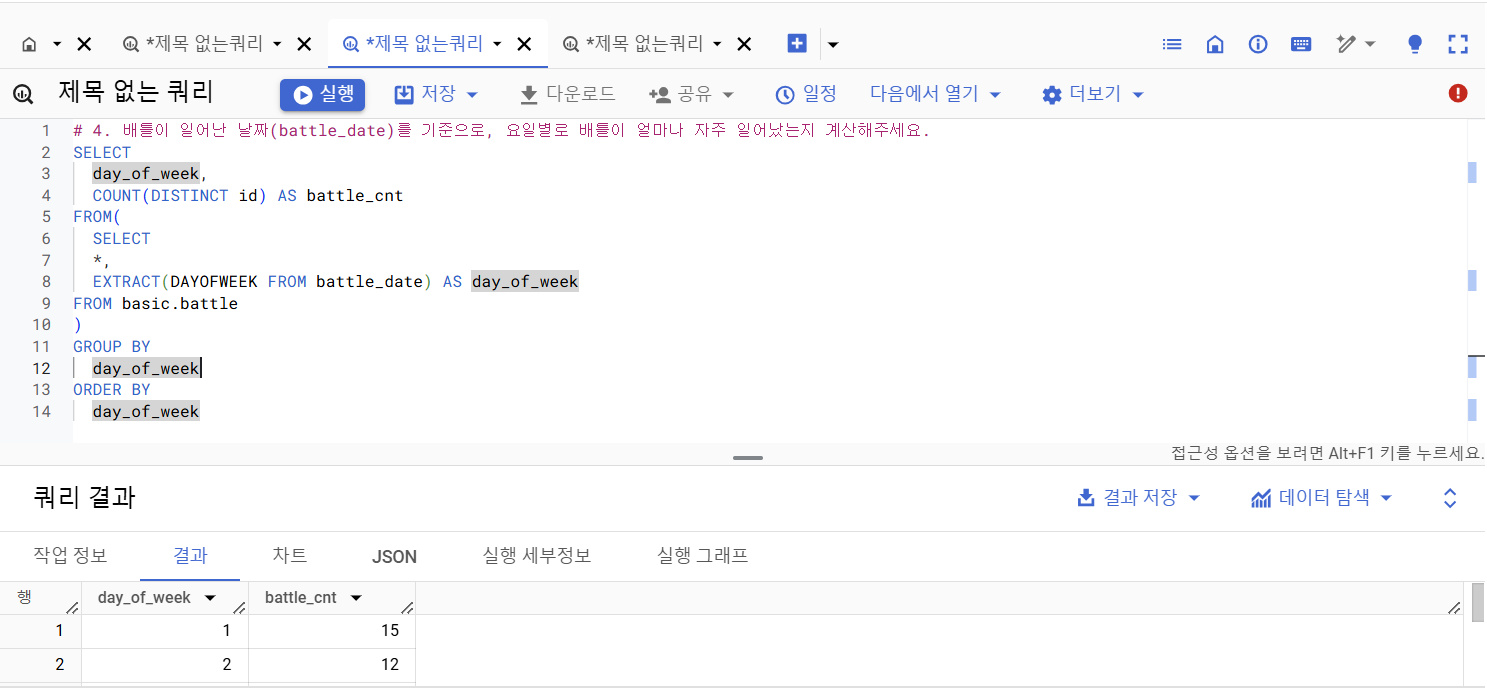 *제목 없는쿼리
*제목 없는쿼리
*제목 없는쿼리
제목 없는 쿼리
실행
저장
다운로드
공유
일정
다음에서 열기
더보기
1 # 4. 배틀이 일어난 날짜(battle_date)를 기준으로, 요일별로 배틀이 얼마나 자주 일어났는지 계산해주세요.
2 SELECT
3 day_of_week,
4 COUNT(DISTINCT id) AS battle_cnt
5 FROM(
6 SELECT
7 *,
8 EXTRACT(DAYOFWEEK FROM battle_date) AS day_of_week
9 FROM basic.battle
10 )
11 GROUP BY
12 day_of_week
13 ORDER BY
14 day_of_week
접근성 옵션을 보려면 Alt+F1 키를 누르세요.
쿼리 결과
결과 저장
데이터 탐색
작업 정보
결과
차트
JSON
실행 세부정보
실행 그래프
행 day_of_week battle_cnt
1 1 15
2 2 12